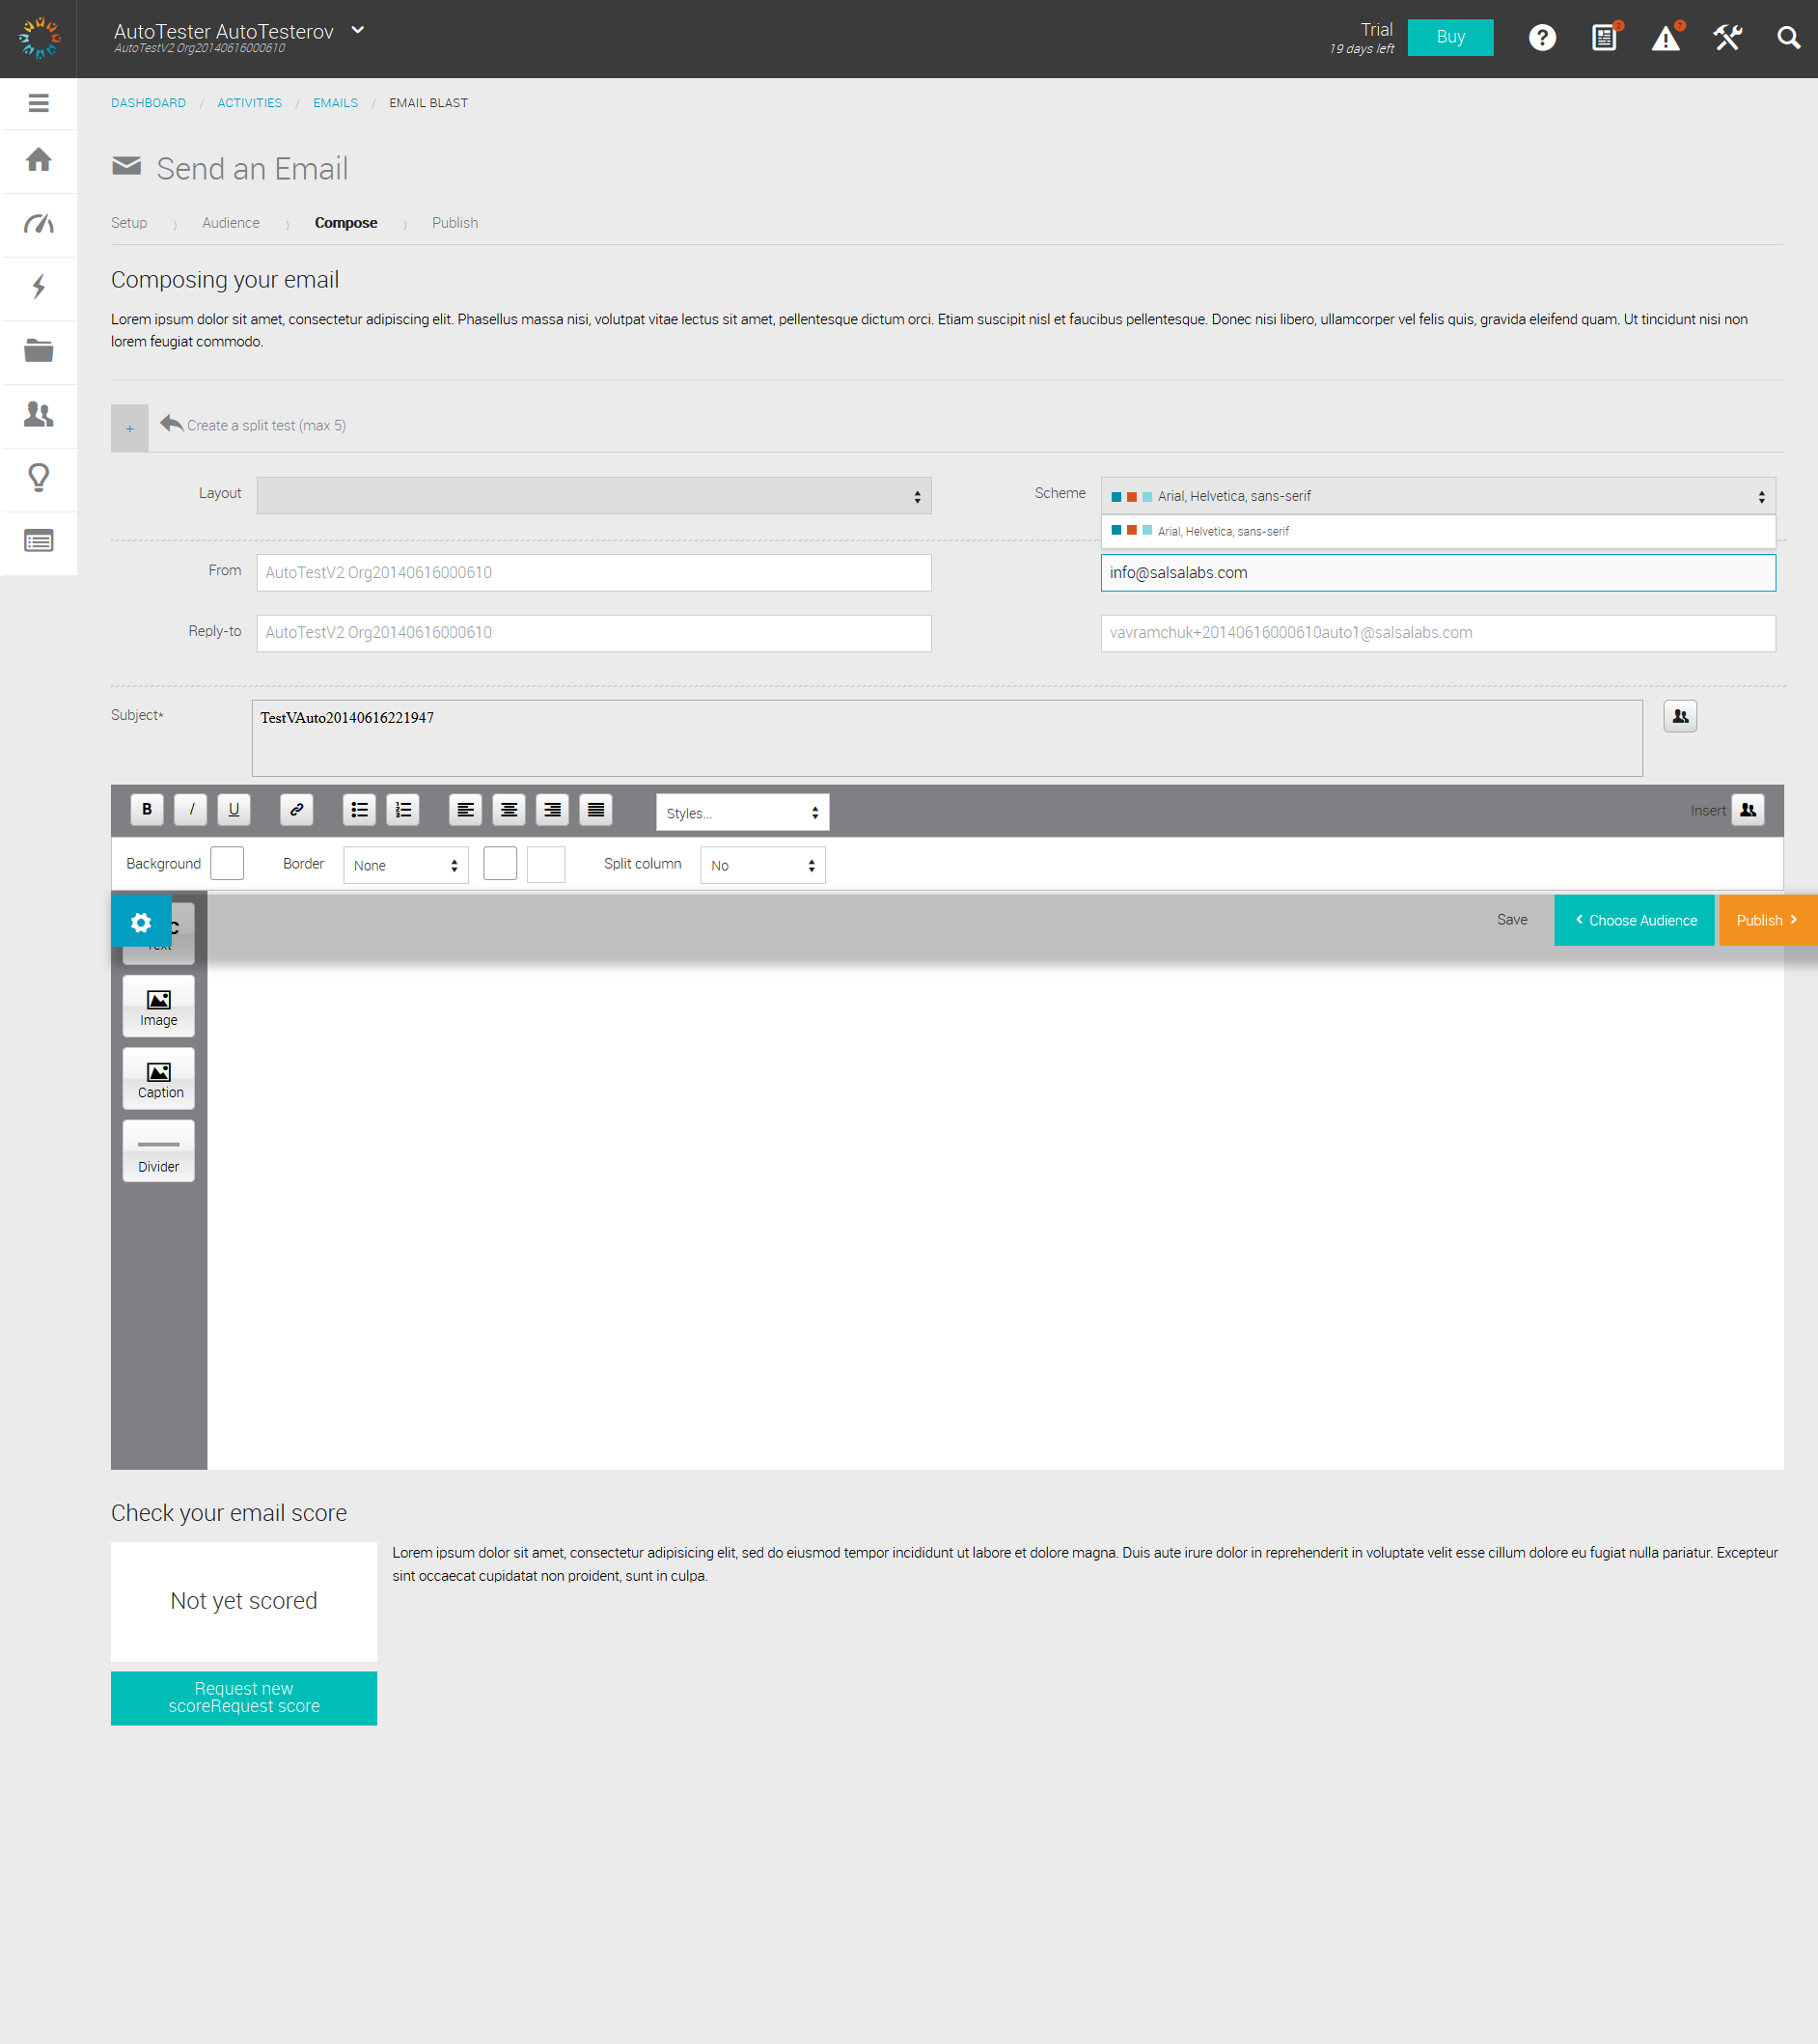 AutoTester AutoTesterov
AutoTestV2 Org20140616000610
Trial
19 days left
Buy
?
2
7
DASHBOARD / ACTIVITIES / EMAILS / EMAIL BLAST
Send an Email
Setup
Audience
Compose
Publish
Composing your email
Lorem ipsum dolor sit amet, consectetur adipiscing elit. Phasellus massa nisi, volutpat vitae lectus sit amet, pellentesque dictum orci. Etiam suscipit nisl et faucibus pellentesque. Donec nisi libero, ullamcorper vel felis quis, gravida eleifend quam. Ut tincidunt nisi non
lorem feugiat commodo.
+ Create a split test (max 5)
Layout
Scheme
Arial, Helvetica, sans-serif
Arial, Helvetica, sans-serif
From
AutoTestV2 Org20140616000610
info@salsalabs.com
Reply-to
AutoTestV2 Org20140616000610
vavramchuk+20140616000610auto1@salsalabs.com
Subject*
TestVAuto20140616221947
B I U
Styles...
Insert
Background
Border
None
Split column
No
C
Text
Save
Choose Audience
Publish
Image
Caption
Divider
Check your email score
Not yet scored
Lorem ipsum dolor sit amet, consectetur adipisicing elit, sed do eiusmod tempor incididunt ut labore et dolore magna. Duis aute irure dolor in reprehenderit in voluptate velit esse cillum dolore eu fugiat nulla pariatur. Excepteur
sint occaecat cupidatat non proident, sunt in culpa.
Request new
scoreRequest score